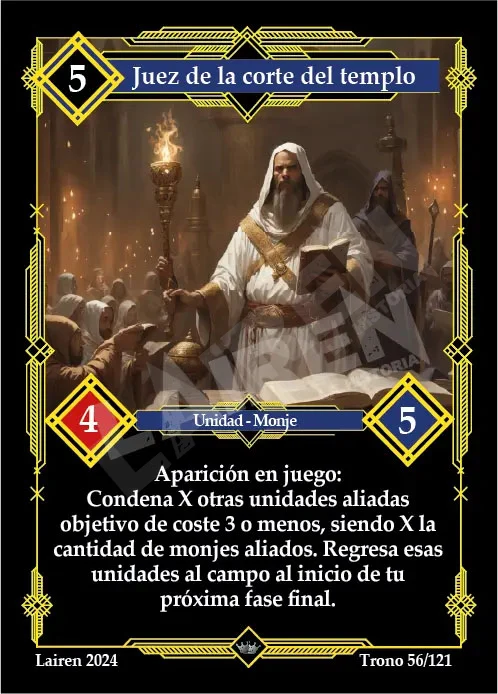 5
Juez de la corte del templo
4
Unidad - Monje
5
Aparición en juego:
Condena X otras unidades aliadas
objetivo de coste 3 o menos, siendo X la
cantidad de monjes aliados. Regresa esas
unidades al campo al inicio de tu
próxima fase final.
Lairen 2024
Trono 56/121